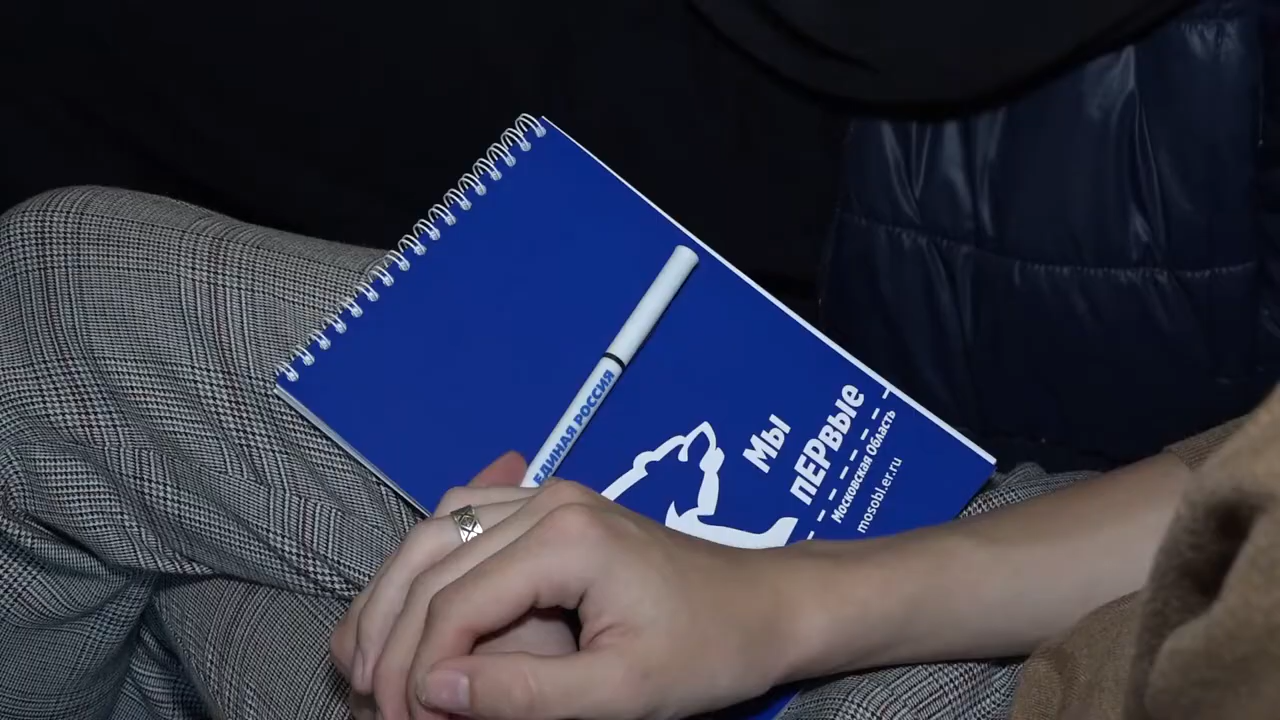 ЕДИНАЯ РОССИЯ
Мы
пЕРвые
Московская Область
mosobl.er.ru